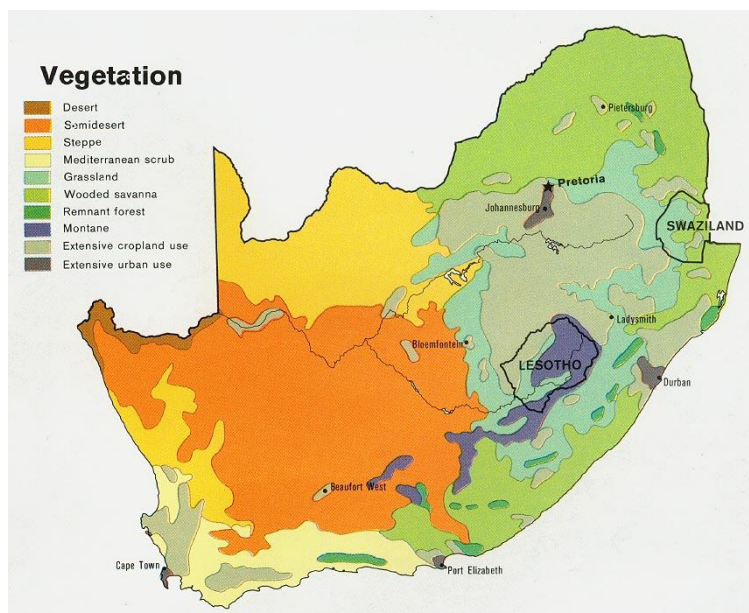 Vegetation
Desert
Semidesert
Steppe
Mediterranean scrub
Grassland
Wooded savanna
Remnant forest
Montane
Extensive cropland use
Extensive urban use
Pietersburg
Pretoria
Johannesburg
SWAZILAND
Ladysmith
Bloemfontein
LESOTHO
Durban
Beaufort West
Cape Town
Port Elizabeth